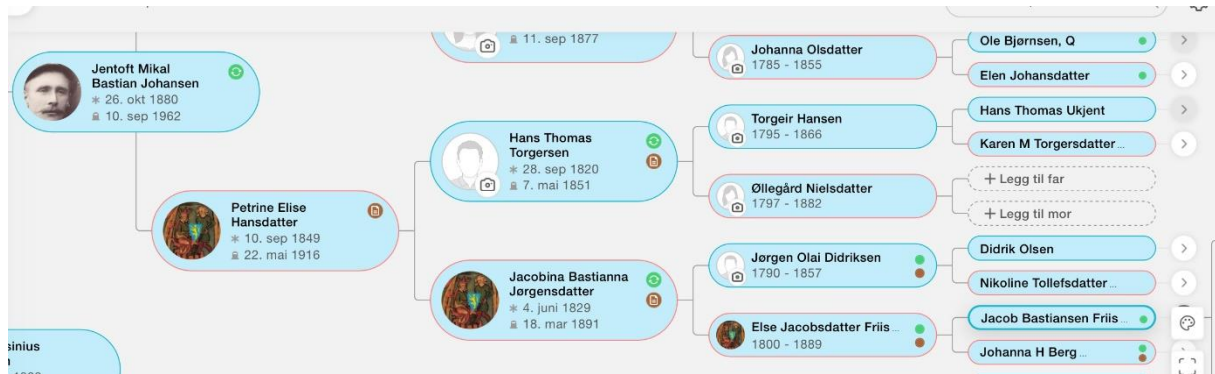 11. sep 1877
Jentoft Mikal
Bastian Johansen
* 26. okt 1880
10. sep 1962
Petrine Elise
Hansdatter
* 10. sep 1849
22. mai 1916
Hans Thomas
Torgersen
* 28. sep 1820
7. mai 1851
Jacobina Bastianna
Jørgensdatter
* 4. juni 1829
18. mar 1891
Johanna Olsdatter
1785 - 1855
Torgeir Hansen
1795 - 1866
Øllegård Nielsdatter
1797 - 1882
Jørgen Olai Didriksen
1790 - 1857
Else Jacobsdatter Friis...
1800 - 1889
Ole Bjørnsen, Q
Elen Johansdatter
Hans Thomas Ukjent
Karen M Torgersdatter...
+ Legg til far
+ Legg til mor
Didrik Olsen
Nikoline Tollefsdatter...
Jacob Bastiansen Friis...
Johanna H Berg...
sinius